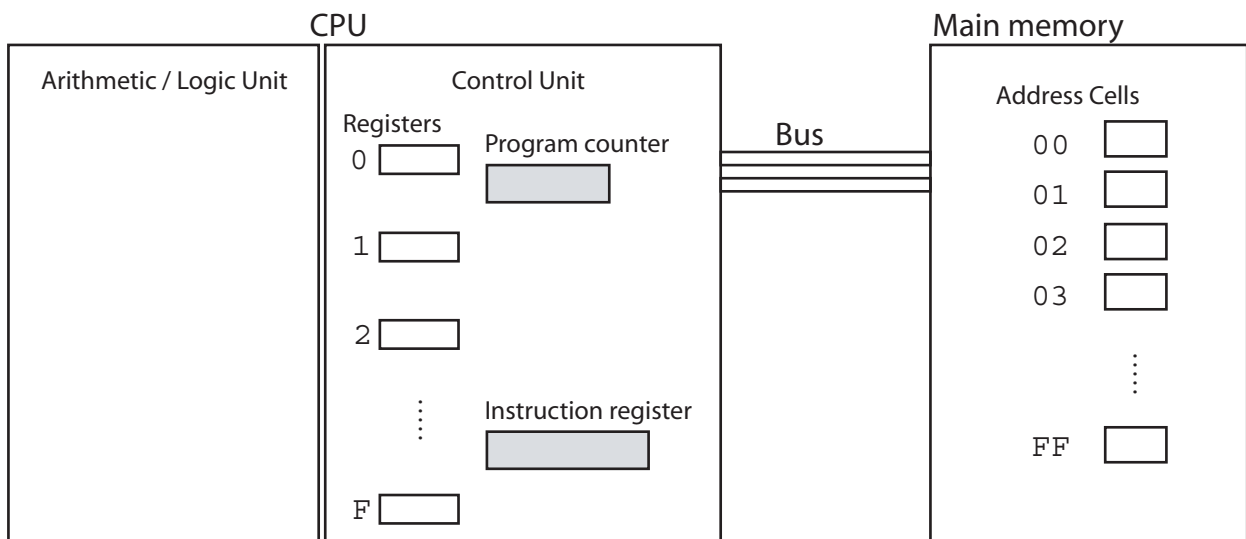 CPU
Main memory
Arithmetic / Logic Unit
Control Unit
Registers
0
Program counter
1
2
Instruction register
F
Bus
Address Cells
00
01
02
03
FF